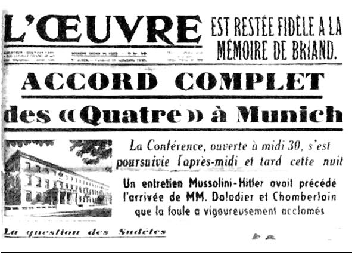 L'ŒUVRE
EST RESTÉE FIDÈLE A LA
MÉMOIRE DE BRIAND.
ACCORD COMPLET
des «Quatre» à Munich
La Conférence, ouverte à midi 30, s'est
poursuivie l'après-midi et tard cette nuit
Un entretien Mussolini-Hitler avait précédé
l'arrivée de MM. Daladier et Chamberlain
que la foule a vigoureusement acclamés
La question des Sudètes